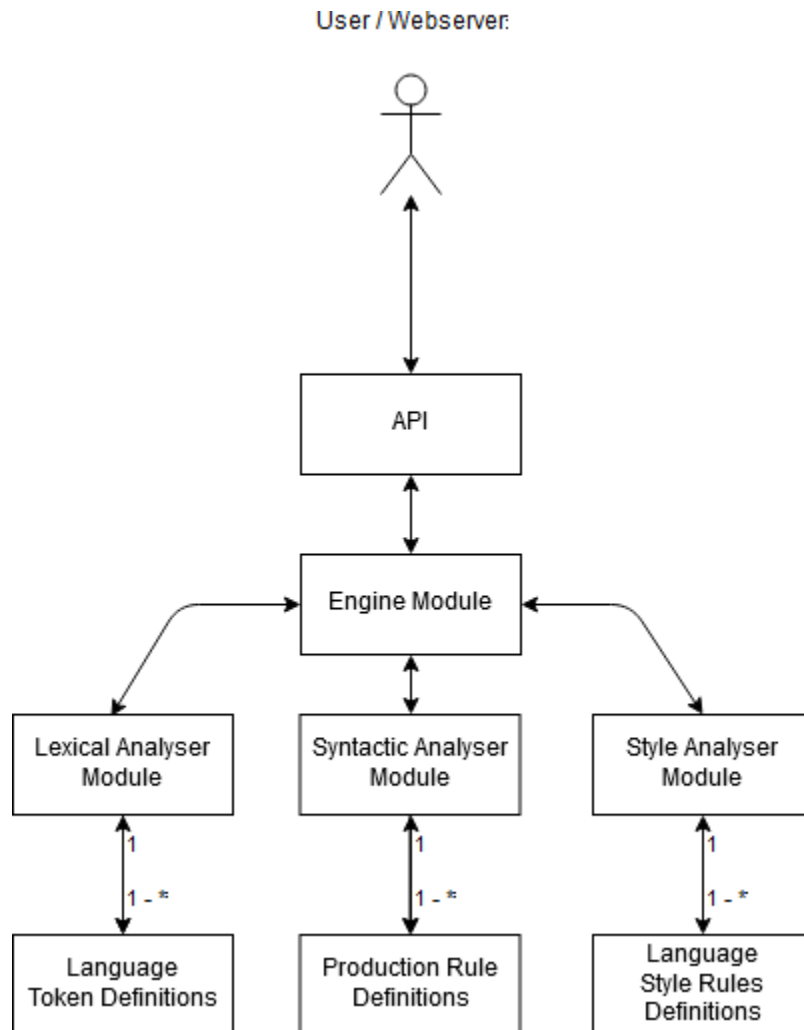 User / Webserver:
API
Engine Module
Lexical Analyser
Module
Syntactic Analyser
Module
Style Analyser
Module
1
1
1
1 - *
1 - *
1 - *
Language
Token Definitions
Production Rule
Definitions
Language
Style Rules
Definitions